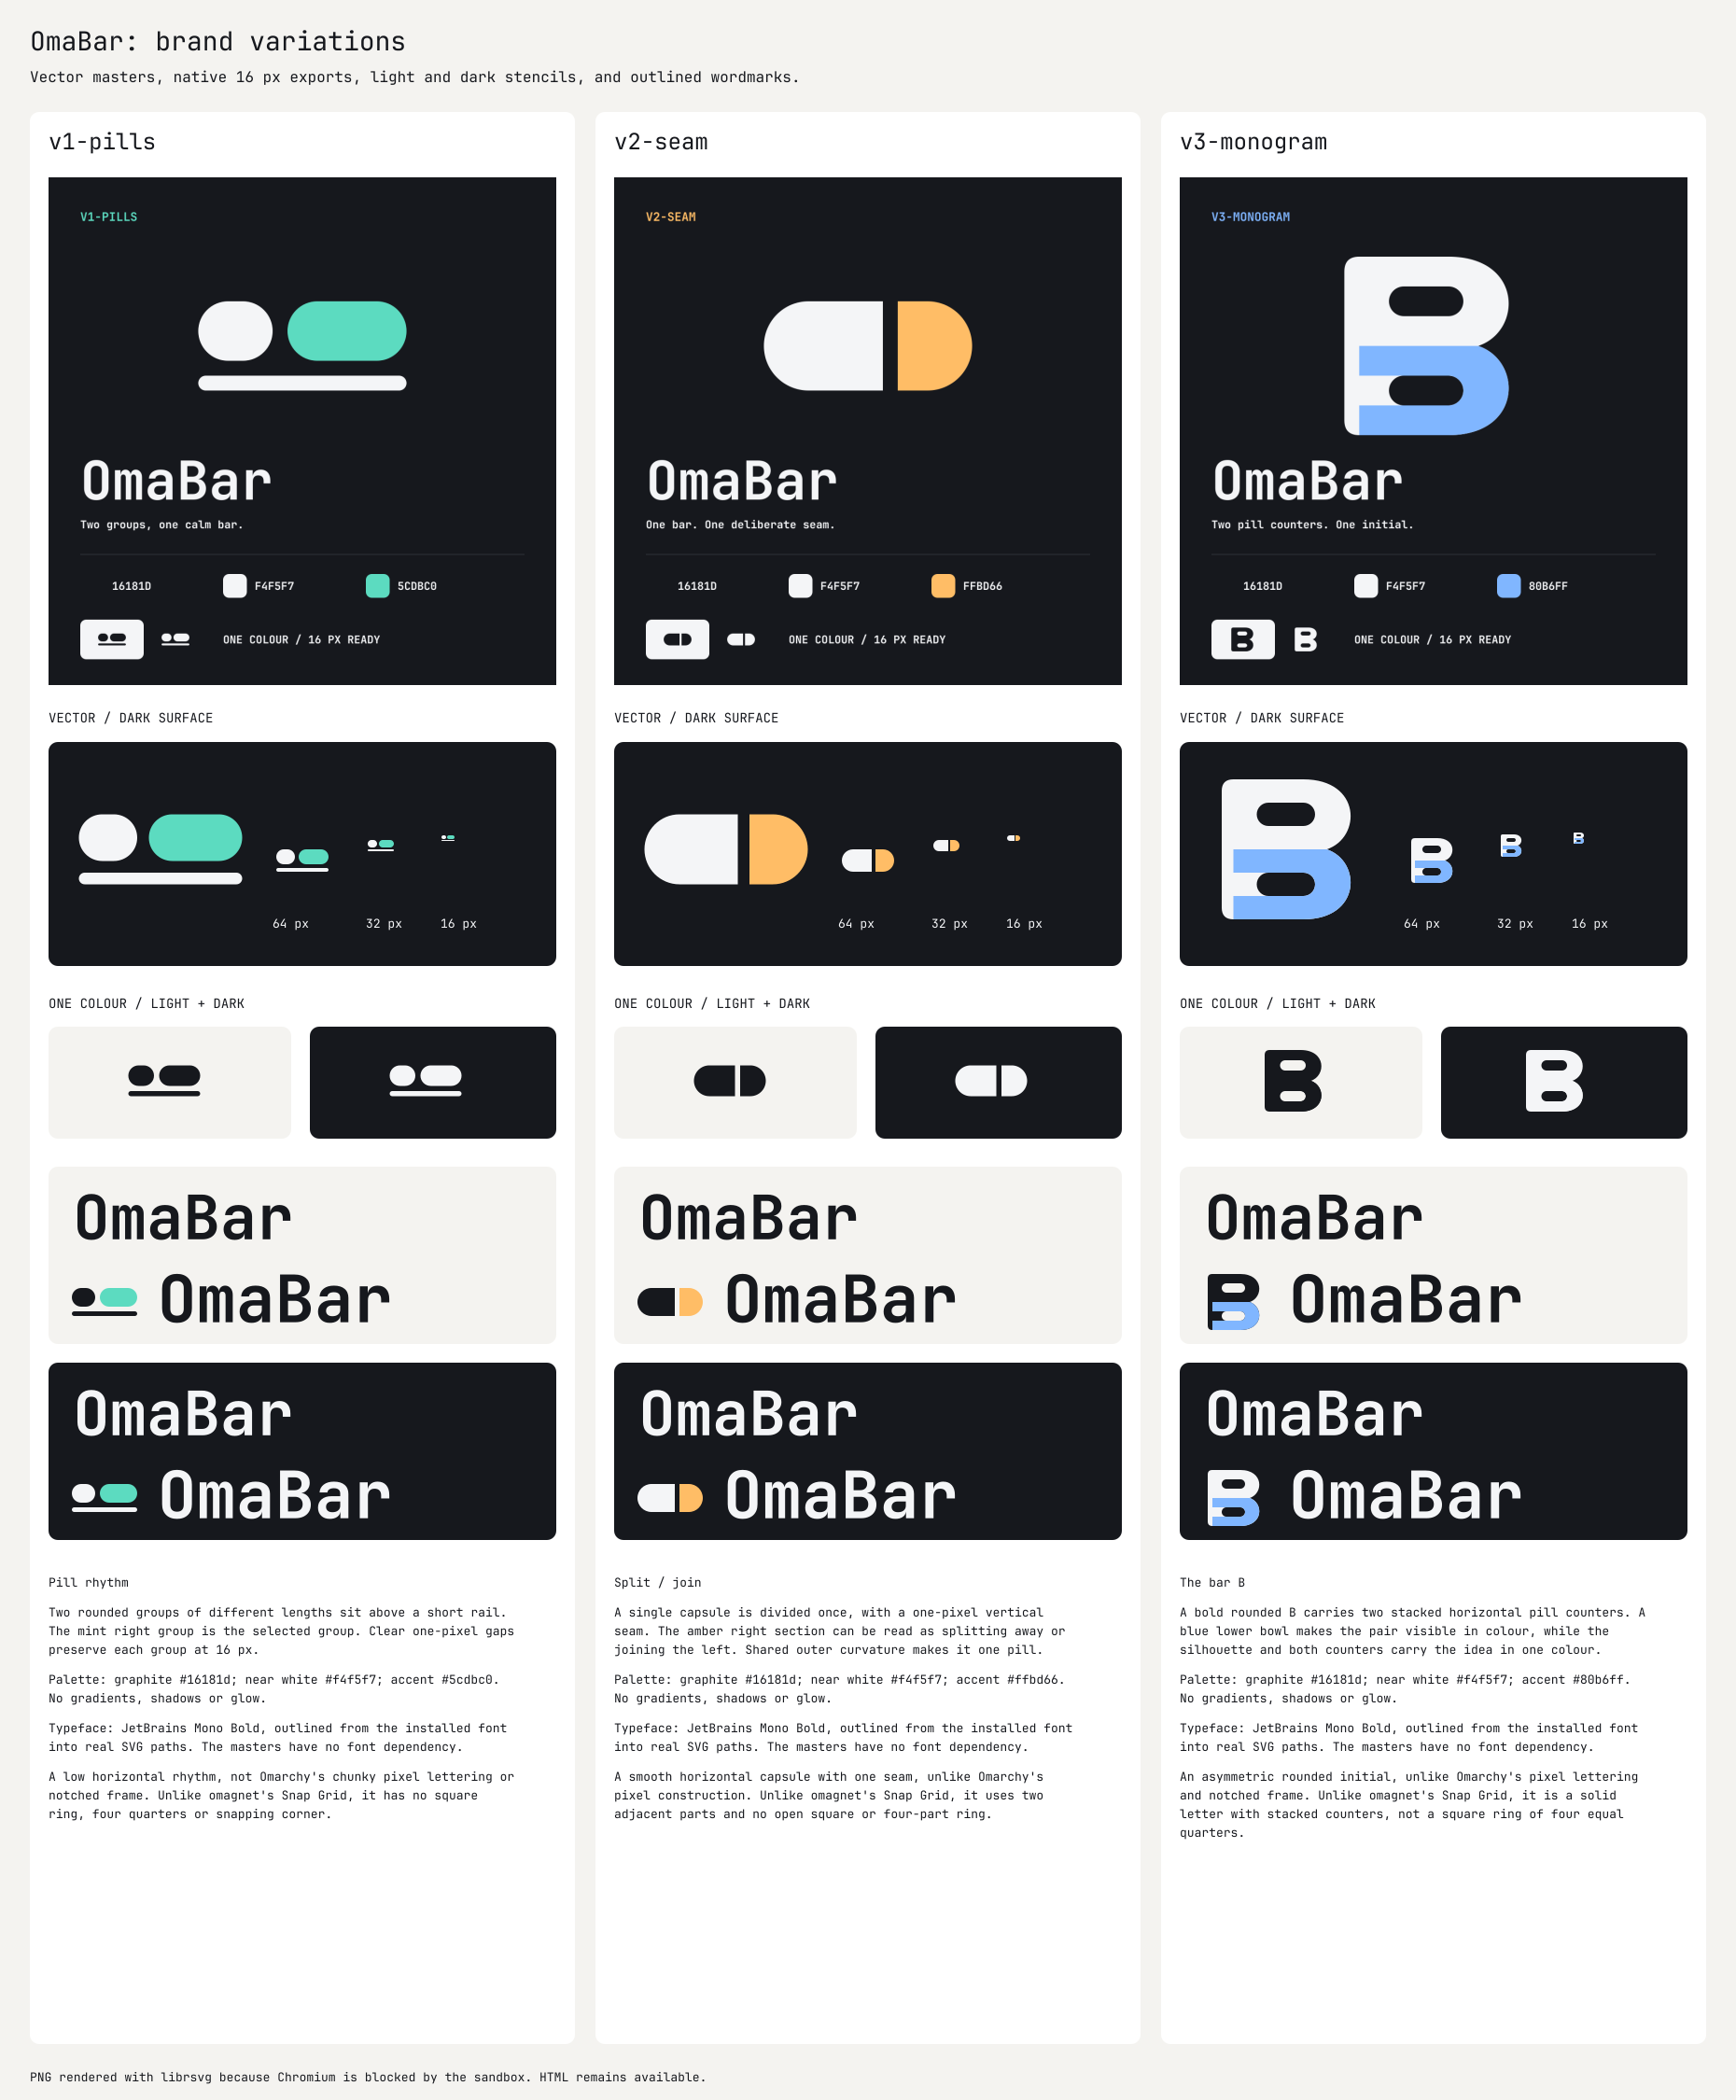 OmaBar: brand variations
Vector masters, native 16 px exports, light and dark stencils, and outlined wordmarks.
v1-pills
V1-PILLS
OmaBar
Two groups, one calm bar.
16181D
F4F5F7
5CDBC0
ONE COLOUR / 16 PX READY
VECTOR / DARK SURFACE
64 px
32 px
16 px
ONE COLOUR / LIGHT + DARK
OmaBar
OmaBar
OmaBar
OmaBar
Pill rhythm
Two rounded groups of different lengths sit above a short rail.
The mint right group is the selected group. Clear one-pixel gaps
preserve each group at 16 px.
Palette: graphite #16181d; near white #f4f5f7; accent #5cdbc0.
No gradients, shadows or glow.
Typeface: JetBrains Mono Bold, outlined from the installed font
into real SVG paths. The masters have no font dependency.
A low horizontal rhythm, not Omarchy's chunky pixel lettering or
notched frame. Unlike omagnet's Snap Grid, it has no square
ring, four quarters or snapping corner.
v2-seam
V2-SEAM
OmaBar
One bar. One deliberate seam.
16181D
F4F5F7
FFBD66
ONE COLOUR / 16 PX READY
VECTOR / DARK SURFACE
64 px
32 px
16 px
ONE COLOUR / LIGHT + DARK
OmaBar
OmaBar
OmaBar
OmaBar
Split / join
A single capsule is divided once, with a one-pixel vertical
seam. The amber right section can be read as splitting away or
joining the left. Shared outer curvature makes it one pill.
Palette: graphite #16181d; near white #f4f5f7; accent #ffbd66.
No gradients, shadows or glow.
Typeface: JetBrains Mono Bold, outlined from the installed font
into real SVG paths. The masters have no font dependency.
A smooth horizontal capsule with one seam, unlike Omarchy's
pixel construction. Unlike omagnet's Snap Grid, it uses two
adjacent parts and no open square or four-part ring.
v3-monogram
V3-MONOGRAM
B
OmaBar
Two pill counters. One initial.
16181D
F4F5F7
80B6FF
B
B
ONE COLOUR / 16 PX READY
VECTOR / DARK SURFACE
B
B
B
B
64 px
32 px
16 px
ONE COLOUR / LIGHT + DARK
B
B
OmaBar
B OmaBar
OmaBar
B OmaBar
The bar B
A bold rounded B carries two stacked horizontal pill counters. A
blue lower bowl makes the pair visible in colour, while the
silhouette and both counters carry the idea in one colour.
Palette: graphite #16181d; near white #f4f5f7; accent #80b6ff.
No gradients, shadows or glow.
Typeface: JetBrains Mono Bold, outlined from the installed font
into real SVG paths. The masters have no font dependency.
An asymmetric rounded initial, unlike Omarchy's pixel lettering
and notched frame. Unlike omagnet's Snap Grid, it is a solid
letter with stacked counters, not a square ring of four equal
quarters.
PNG rendered with librsvg because Chromium is blocked by the sandbox. HTML remains available.